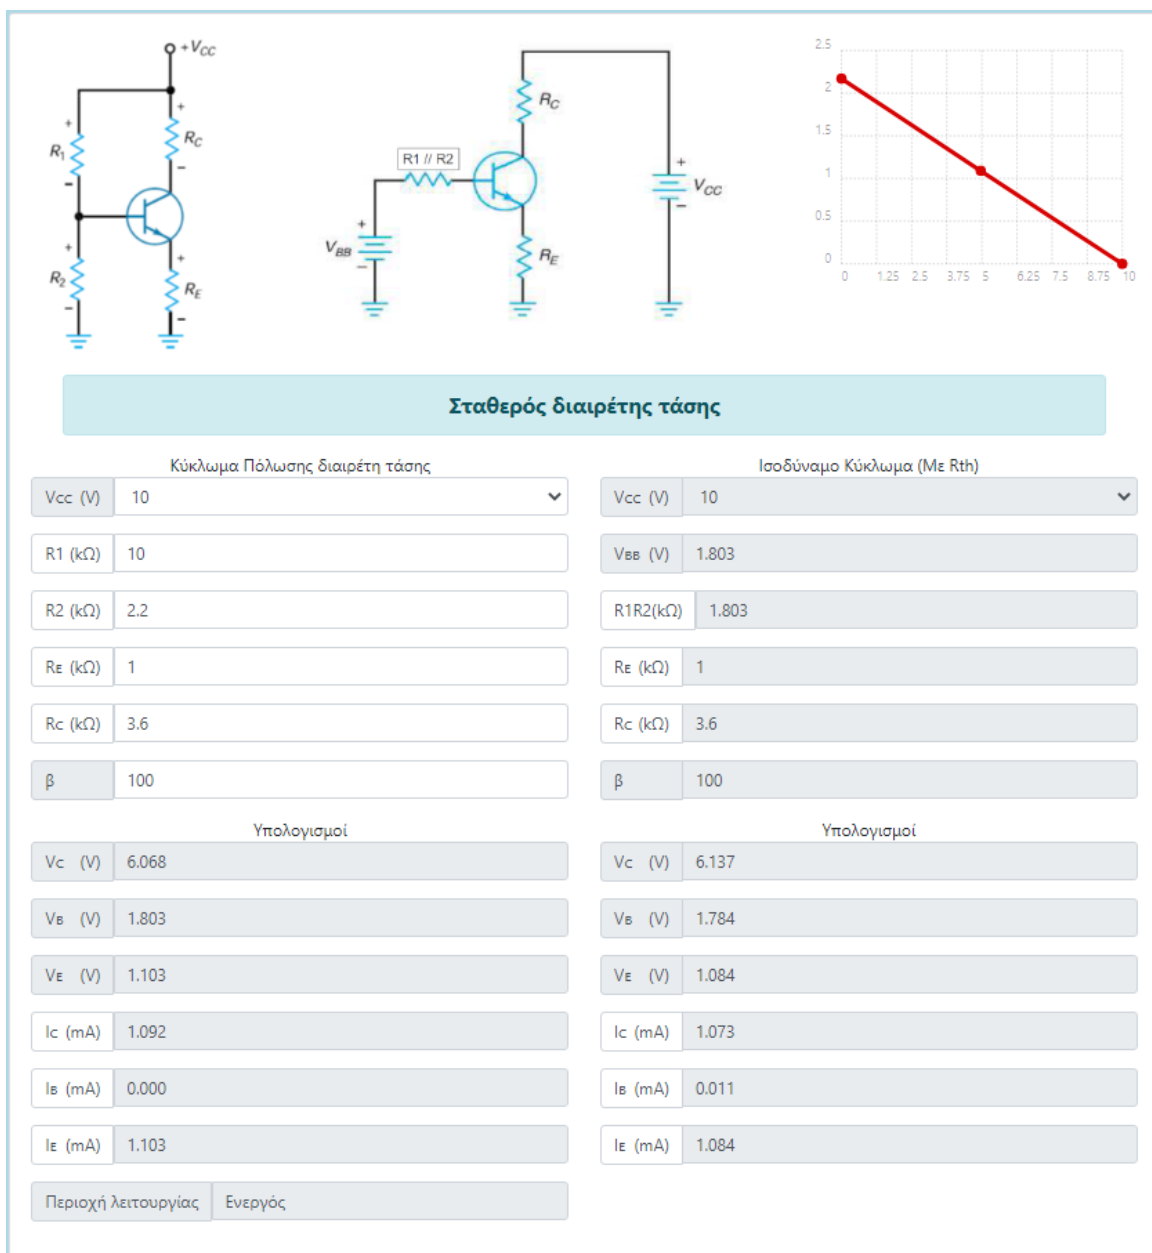 +VCC
R1
RC
R2
RE
R1 // R2
RC
VCC
VBB
RE
2.5
2
1.5
1
0.5
0
0 1.25 2.5 3.75 5 6.25 7.5 8.75 10
Σταθερός διαιρέτης τάσης
Κύκλωμα Πόλωσης διαιρέτη τάσης
Vcc (V) 10
R1 (kΩ) 10
R2 (kΩ) 2.2
RE (kΩ) 1
Rc (kΩ) 3.6
β 100
Υπολογισμοί
Vc (V) 6.068
VB (V) 1.803
VE (V) 1.103
Ic (mA) 1.092
IB (mA) 0.000
IE (mA) 1.103
Περιοχή λειτουργίας Ενεργός
Ισοδύναμο Κύκλωμα (Με Rth)
Vcc (V) 10
VBB (V) 1.803
R1R2(kΩ) 1.803
RE (kΩ) 1
Rc (kΩ) 3.6
β 100
Υπολογισμοί
Vc (V) 6.137
VB (V) 1.784
VE (V) 1.084
Ic (mA) 1.073
IB (mA) 0.011
IE (mA) 1.084